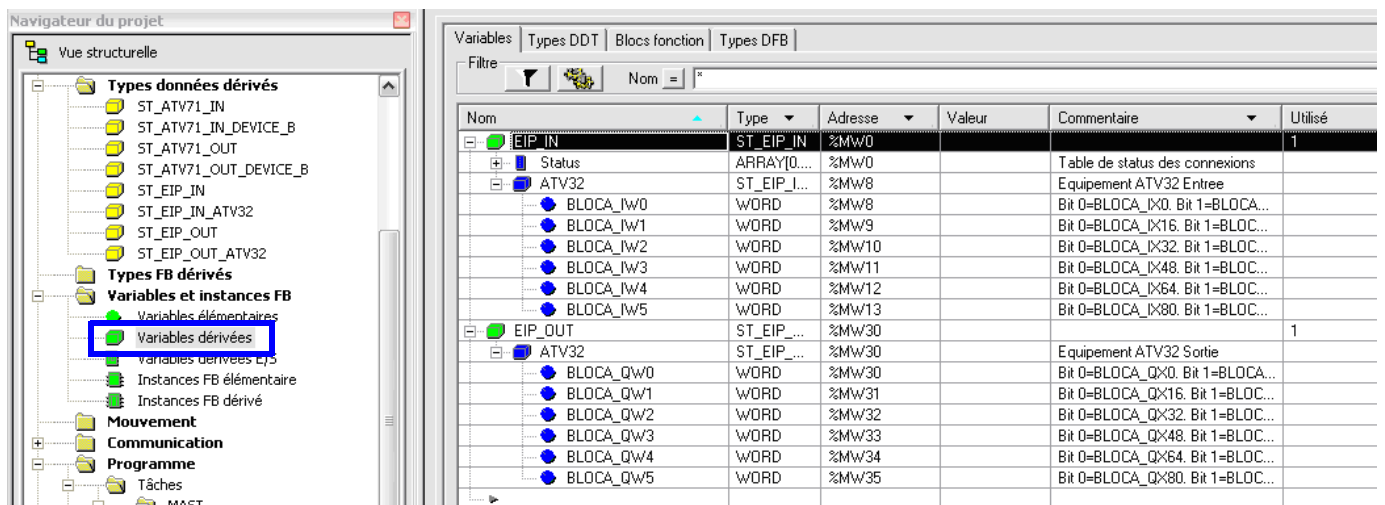 Navigateur du projet
Vue structurelle
Types données dérivés
ST_ATV71_IN
ST_ATV71_IN_DEVICE_B
ST_ATV71_OUT
ST_ATV71_OUT_DEVICE_B
ST_EIP_IN
ST_EIP_IN_ATV32
ST_EIP_OUT
ST_EIP_OUT_ATV32
Types FB dérivés
Variables et instances FB
Variables élémentaires
Variables dérivées
Variables dérivées E/S
Instances FB élémentaire
Instances FB dérivé
Mouvement
Communication
Programme
Tâches
MAST
Variables Types DDT Blocs fonction Types DFB
Filtre
Nom = *
Nom Type Adresse Valeur Commentaire Utilisé
EIP_IN ST_EIP_IN %MW0 1
Status ARRAY[0.... %MW0 Table de status des connexions
ATV32 ST_EIP_I... %MW8 Equipement ATV32 Entree
BLOCA_IW0 WORD %MW8 Bit 0=BLOCA_IX0. Bit 1=BLOCA...
BLOCA_IW1 WORD %MW9 Bit 0=BLOCA_IX16. Bit 1=BLOC...
BLOCA_IW2 WORD %MW10 Bit 0=BLOCA_IX32. Bit 1=BLOC...
BLOCA_IW3 WORD %MW11 Bit 0=BLOCA_IX48. Bit 1=BLOC...
BLOCA_IW4 WORD %MW12 Bit 0=BLOCA_IX64. Bit 1=BLOC...
BLOCA_IW5 WORD %MW13 Bit 0=BLOCA_IX80. Bit 1=BLOC...
EIP_OUT ST_EIP_... %MW30 1
ATV32 ST_EIP_... %MW30 Equipement ATV32 Sortie
BLOCA_QW0 WORD %MW30 Bit 0=BLOCA_QX0. Bit 1=BLOCA...
BLOCA_QW1 WORD %MW31 Bit 0=BLOCA_QX16. Bit 1=BLOC...
BLOCA_QW2 WORD %MW32 Bit 0=BLOCA_QX32. Bit 1=BLOC...
BLOCA_QW3 WORD %MW33 Bit 0=BLOCA_QX48. Bit 1=BLOC...
BLOCA_QW4 WORD %MW34 Bit 0=BLOCA_QX64. Bit 1=BLOC...
BLOCA_QW5 WORD %MW35 Bit 0=BLOCA_QX80. Bit 1=BLOC...